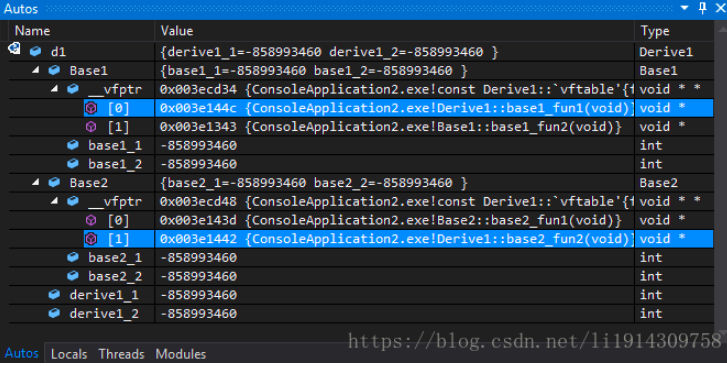 Autos
Name Value Type
d1 {derive1_1=-858993460 derive1_2=-858993460 } Derive1
Base1 {base1_1=-858993460 base1_2=-858993460 } Base1
__vfptr 0x003ecd34 {ConsoleApplication2.exe!const Derive1::`vftable'{f void * *
[0] 0x003e144c {ConsoleApplication2.exe!Derive1::base1_fun1(void)} void *
[1] 0x003e1343 {ConsoleApplication2.exe!Base1::base1_fun2(void)} void *
base1_1 -858993460 int
base1_2 -858993460 int
Base2 {base2_1=-858993460 base2_2=-858993460 } Base2
__vfptr 0x003ecd48 {ConsoleApplication2.exe!const Derive1::`vftable'{f void * *
[0] 0x003e143d {ConsoleApplication2.exe!Base2::base2_fun1(void)} void *
[1] 0x003e1442 {ConsoleApplication2.exe!Derive1::base2_fun2(void)} void *
base2_1 -858993460 int
base2_2 -858993460 int
derive1_1 -858993460 int
derive1_2 -858993460 int
https://blog.csdn.net/li1914309758
Autos Locals Threads Modules